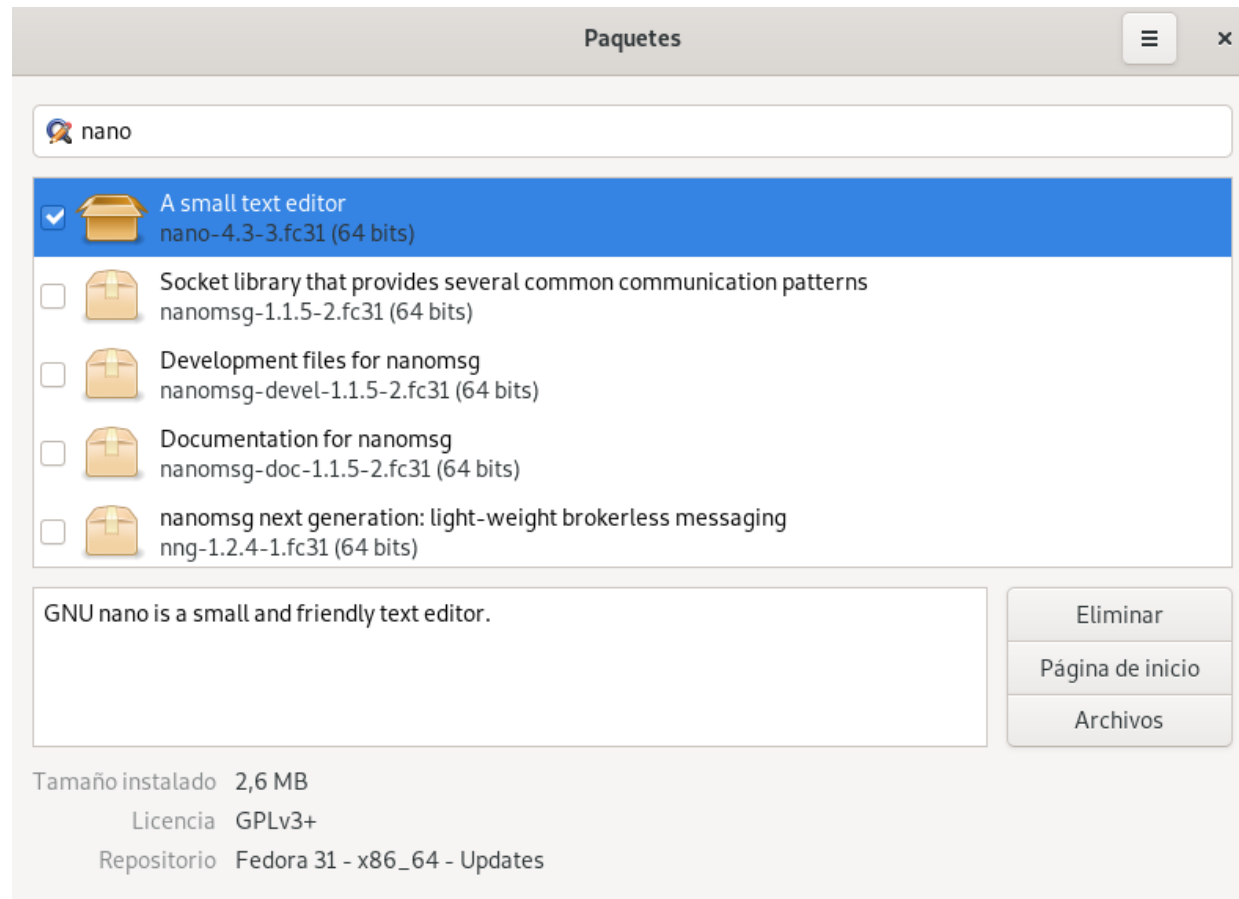 Paquetes
nano
A small text editor
nano-4.3-3.fc31 (64 bits)
Socket library that provides several common communication patterns
nanomsg-1.1.5-2.fc31 (64 bits)
Development files for nanomsg
nanomsg-devel-1.1.5-2.fc31 (64 bits)
Documentation for nanomsg
nanomsg-doc-1.1.5-2.fc31 (64 bits)
nanomsg next generation: light-weight brokerless messaging
nng-1.2.4-1.fc31 (64 bits)
GNU nano is a small and friendly text editor.
Eliminar
Página de inicio
Archivos
Tamaño instalado 2,6 MB
Licencia GPLv3+
Repositorio Fedora 31 - x86_64 - Updates